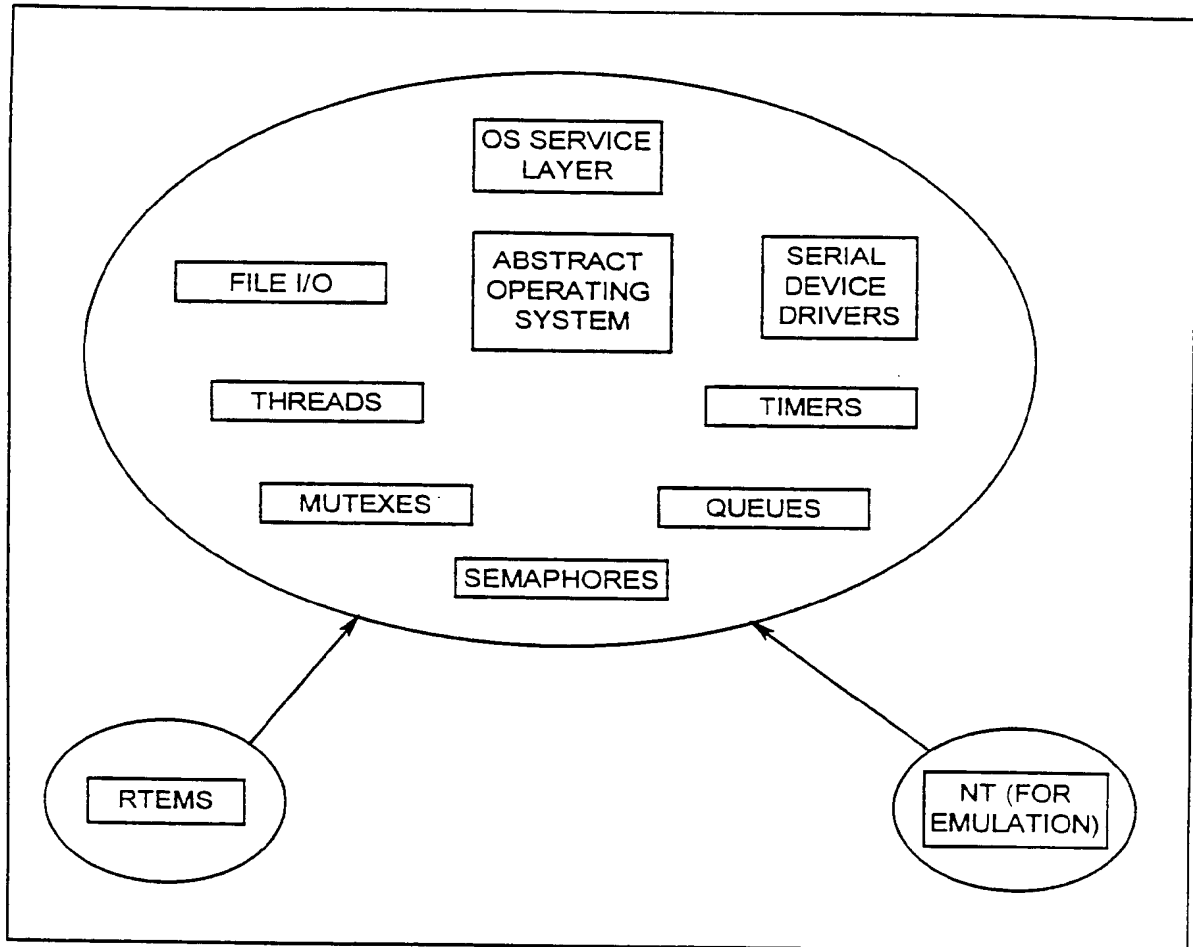 OS SERVICE
LAYER
FILE I/O
ABSTRACT
OPERATING
SYSTEM
SERIAL
DEVICE
DRIVERS
THREADS
TIMERS
MUTEXES
QUEUES
SEMAPHORES
RTEMS
NT (FOR
EMULATION)